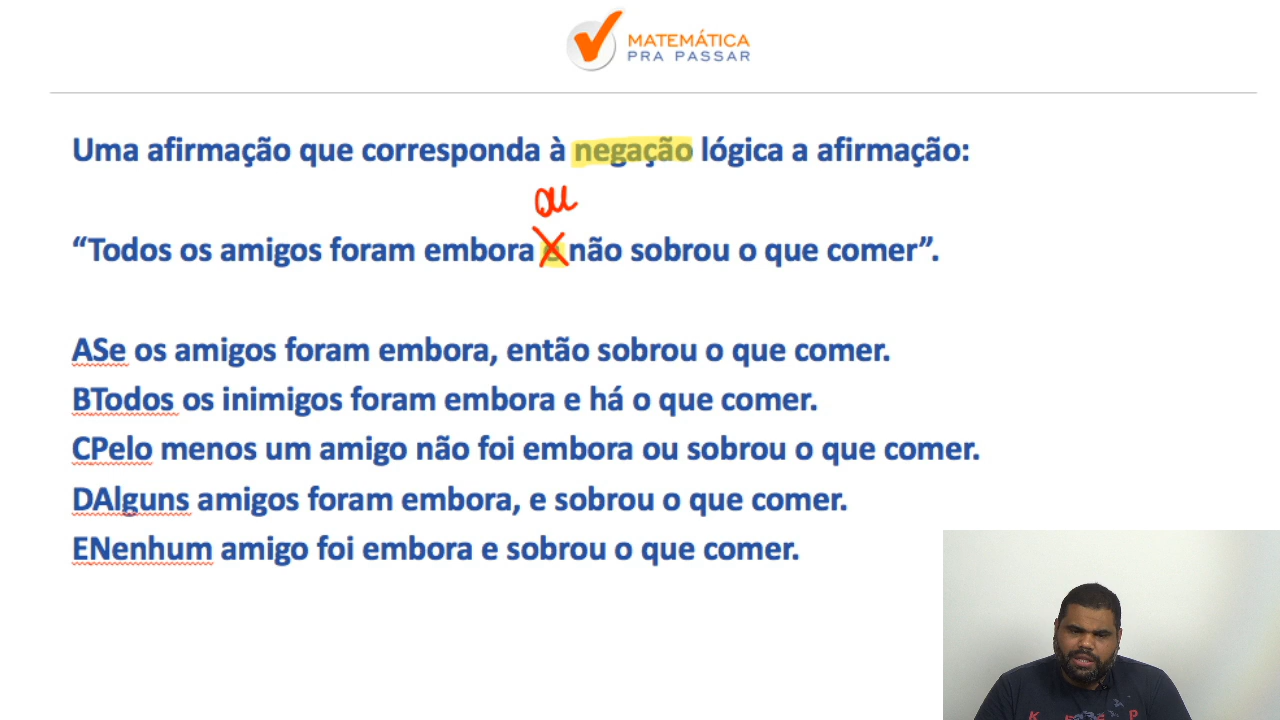 MATEMÁTICA
PRA PASSAR
Uma afirmação que corresponda à negação lógica a afirmação:
ou
“Todos os amigos foram embora e não sobrou o que comer”.
ASe os amigos foram embora, então sobrou o que comer.
BTodos os inimigos foram embora e há o que comer.
CPelo menos um amigo não foi embora ou sobrou o que comer.
DAlguns amigos foram embora, e sobrou o que comer.
ENenhum amigo foi embora e sobrou o que comer.